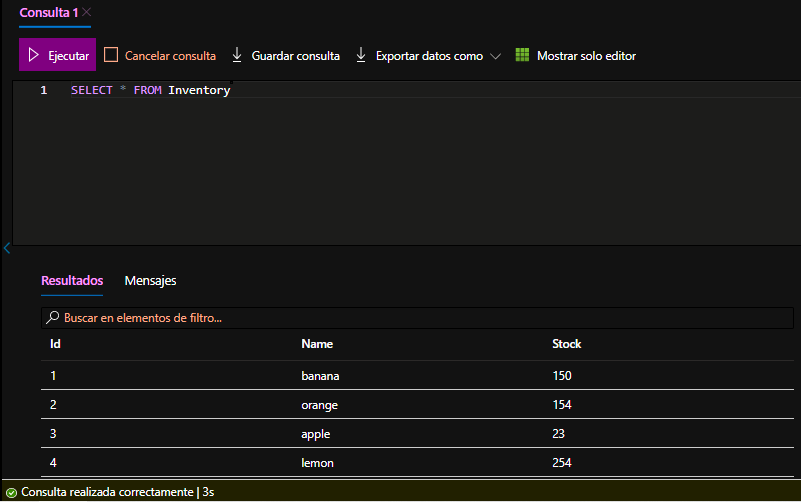 Consulta 1
Ejecutar Cancelar consulta Guardar consulta Exportar datos como Mostrar solo editor
1 SELECT * FROM Inventory
Resultados Mensajes
Buscar en elementos de filtro...
Id Name Stock
1 banana 150
2 orange 154
3 apple 23
4 lemon 254
Consulta realizada correctamente | 3s